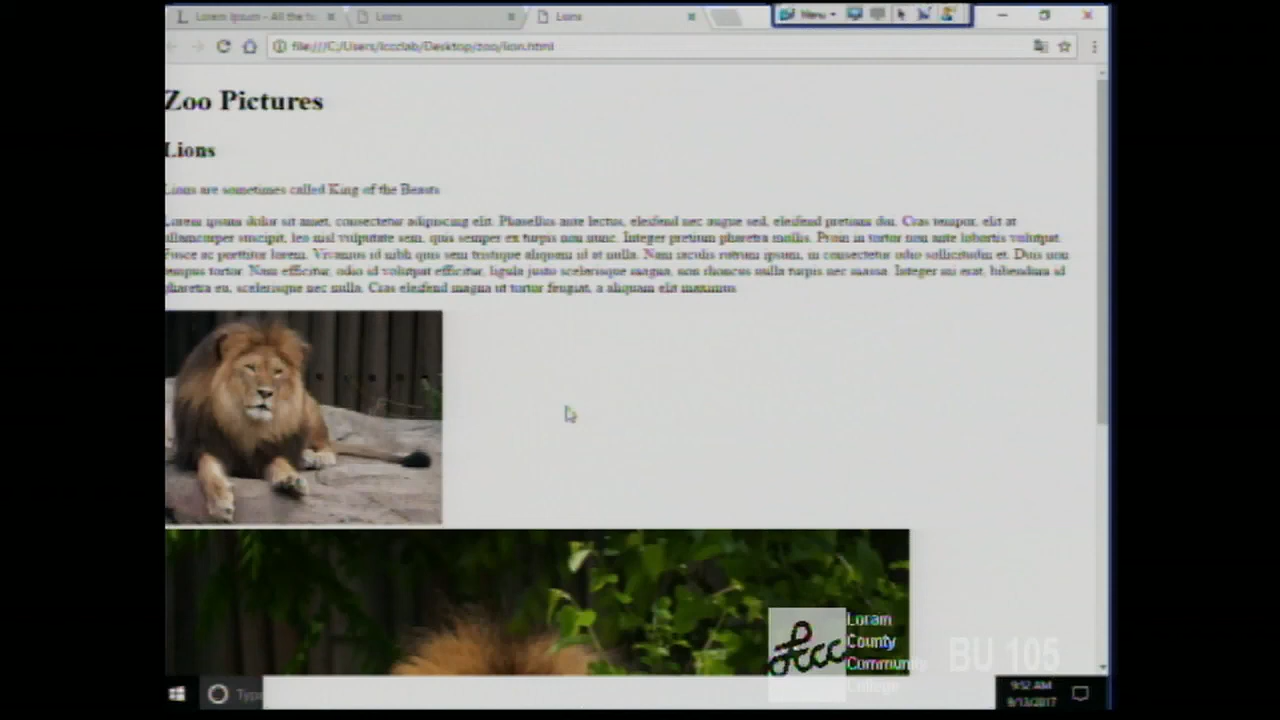 Lorem Ipsum - All the
Lions
Lions
Menu
file:///C:/Users/lccclab/Desktop/zoo/lion.html
Zoo Pictures
Lions
Lions are sometimes called King of the Beasts
Lorem ipsum dolor sit amet, consectetur adipiscing elit. Phasellus ante lectus, eleifend nec augue sed, eleifend pretium dui. Cras tempor, elit at
ullamcorper suscipit, leo nisl vulputate sem, quis semper ex turpis non nunc. Integer pretium pharetra mollis. Proin in tortor non ante lobortis volutpat.
Fusce ac porttitor lorem. Vivamus id nibh quis sem tristique aliquam id at nulla. Nam iaculis rutrum ipsum, in consectetur odio sollicitudin et. Duis non
tempus tortor. Nam efficitur, odio id volutpat efficitur, ligula justo scelerisque magna, non rhoncus nulla turpis nec massa. Integer mi erat, bibendum id
pharetra eu, scelerisque nec nulla. Cras eleifend magna ut tortor feugiat, a aliquam elit maximus.
lccc
Lorain
County
Community
College
BU 105
Type
9:52 AM
9/13/2017